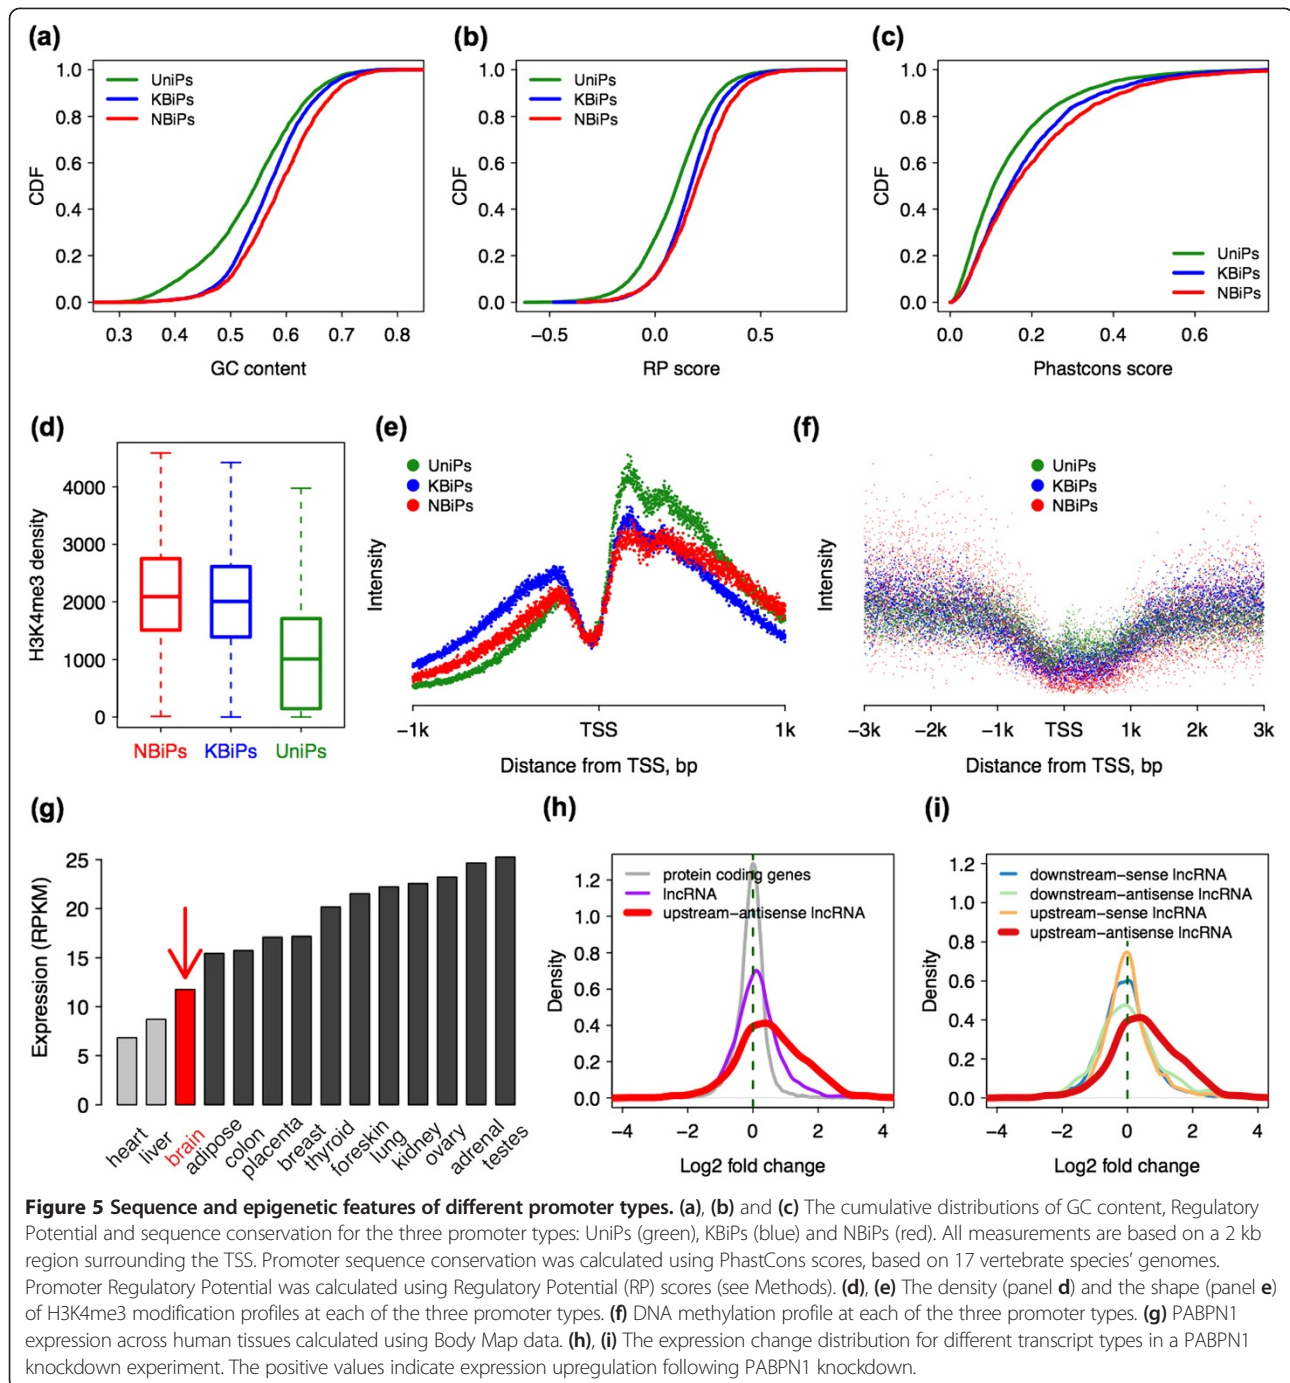 (a)
UniPs
KBiPs
NBiPs
CDF
1.0
0.8
0.6
0.4
0.2
0.0
0.3 0.4 0.5 0.6 0.7 0.8
GC content
(b)
UniPs
KBiPs
NBiPs
CDF
1.0
0.8
0.6
0.4
0.2
0.0
−0.5 0.0 0.5
RP score
(c)
CDF
1.0
0.8
0.6
0.4
0.2
0.0
UniPs
KBiPs
NBiPs
0.0 0.2 0.4 0.6
Phastcons score
(d)
H3K4me3 density
4000
3000
2000
1000
0
NBiPs KBiPs UniPs
(e)
UniPs
KBiPs
NBiPs
Intensity
−1k TSS 1k
Distance from TSS, bp
(f)
UniPs
KBiPs
NBiPs
Intensity
−3k −2k −1k TSS 1k 2k 3k
Distance from TSS, bp
(g)
Expression (RPKM)
25
20
15
10
5
0
heart
liver
brain
adipose
colon
placenta
breast
thyroid
foreskin
lung
kidney
ovary
adrenal
testes
(h)
protein coding genes
lncRNA
upstream−antisense lncRNA
Density
1.2
1.0
0.8
0.6
0.4
0.2
0.0
−4 −2 0 2 4
Log2 fold change
(i)
downstream−sense lncRNA
downstream−antisense lncRNA
upstream−sense lncRNA
upstream−antisense lncRNA
Density
1.2
1.0
0.8
0.6
0.4
0.2
0.0
−4 −2 0 2 4
Log2 fold change
Figure 5 Sequence and epigenetic features of different promoter types. (a), (b) and (c) The cumulative distributions of GC content, Regulatory
Potential and sequence conservation for the three promoter types: UniPs (green), KBiPs (blue) and NBiPs (red). All measurements are based on a 2 kb
region surrounding the TSS. Promoter sequence conservation was calculated using PhastCons scores, based on 17 vertebrate species’ genomes.
Promoter Regulatory Potential was calculated using Regulatory Potential (RP) scores (see Methods). (d), (e) The density (panel d) and the shape (panel e)
of H3K4me3 modification profiles at each of the three promoter types. (f) DNA methylation profile at each of the three promoter types. (g) PABPN1
expression across human tissues calculated using Body Map data. (h), (i) The expression change distribution for different transcript types in a PABPN1
knockdown experiment. The positive values indicate expression upregulation following PABPN1 knockdown.